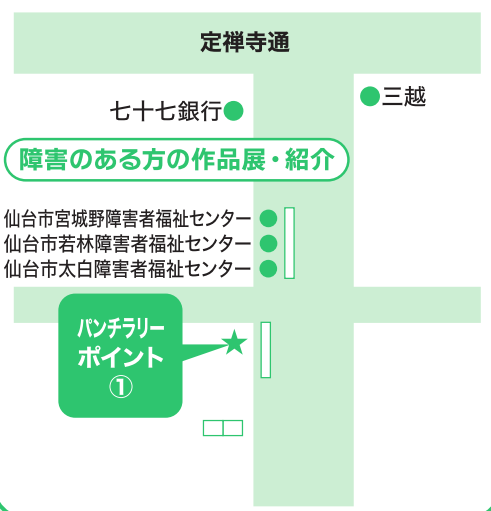 定禅寺通
三越
七十七銀行
障害のある方の作品展・紹介
仙台市宮城野障害者福祉センター
仙台市若林障害者福祉センター
仙台市太白障害者福祉センター
パンチラリー
ポイント
①